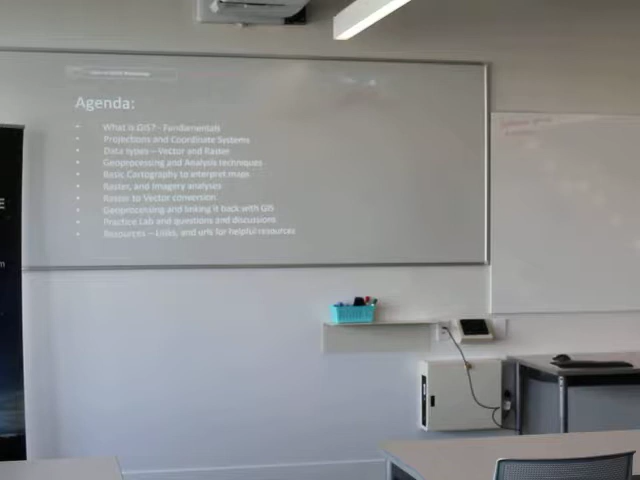 Agenda:
• What is GIS? - Fundamentals
• Projections and Coordinate Systems
• Data types – Vector and Raster
• Geoprocessing and Analysis techniques
• Basic Cartography to interpret maps
• Raster, and Imagery analyses
• Raster to Vector conversion
• Geoprocessing and linking it back with GIS
• Practice Lab and questions and discussions
• Resources – Links, and urls for helpful resources
E
m